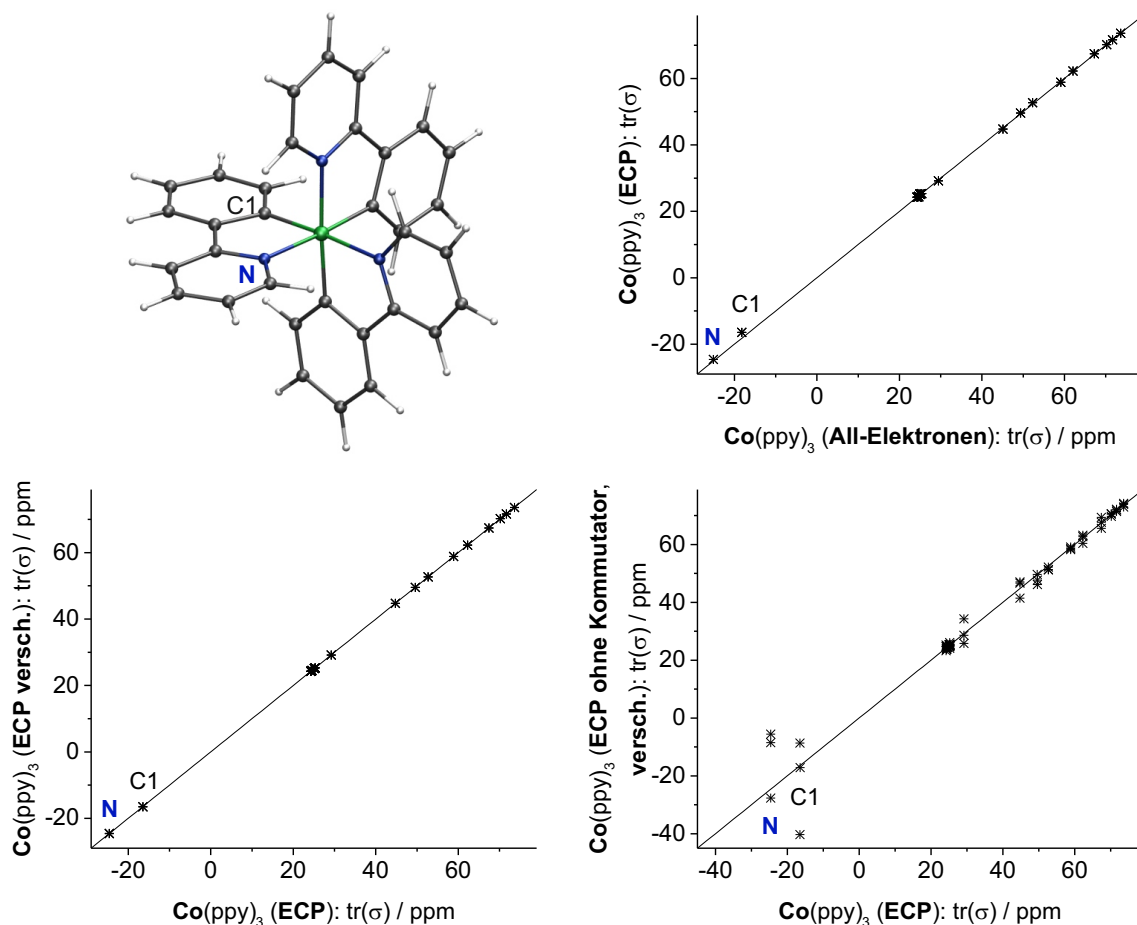 C1
N
Co(ppy)₃ (ECP): tr(σ)
60
40
20
0
-20
C1
N
-20 0 20 40 60
Co(ppy)₃ (All-Elektronen): tr(σ) / ppm
Co(ppy)₃ (ECP versch.): tr(σ) / ppm
60
40
20
0
-20
C1
N
-20 0 20 40 60
Co(ppy)₃ (ECP): tr(σ) / ppm
Co(ppy)₃ (ECP ohne Kommutator,
versch.): tr(σ) / ppm
60
40
20
0
-20
-40
C1
N
-40 -20 0 20 40 60
Co(ppy)₃ (ECP): tr(σ) / ppm